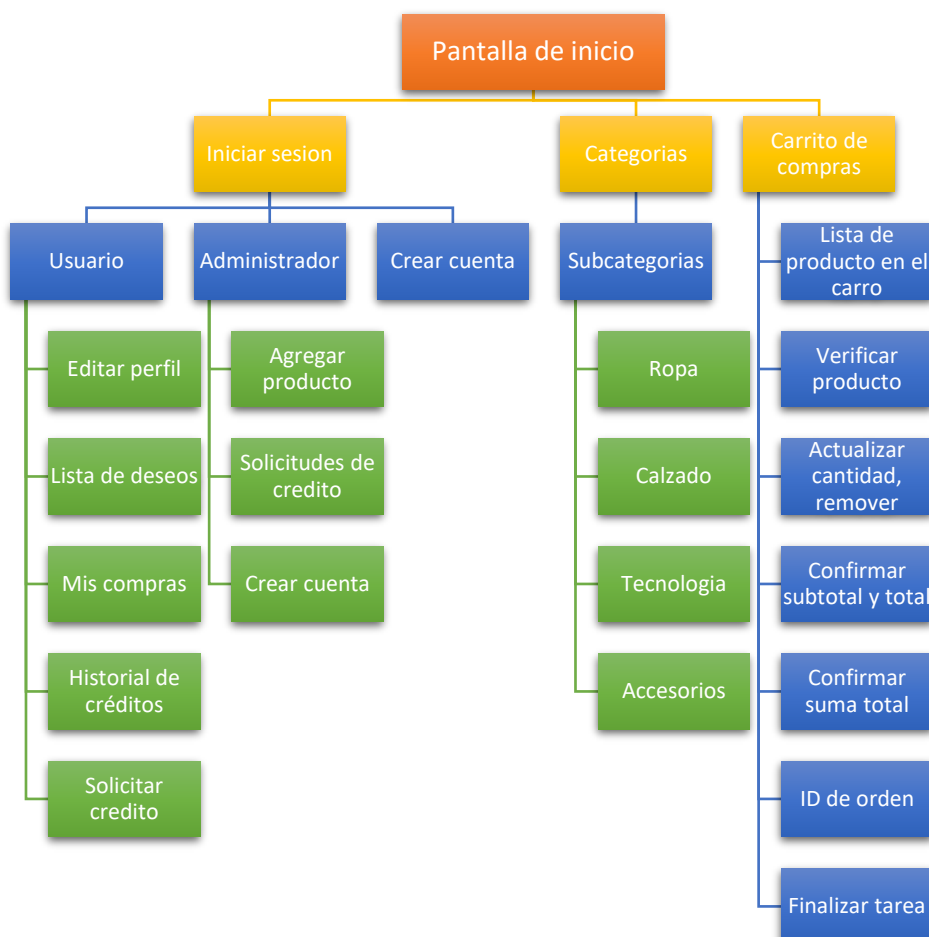 Pantalla de inicio
Iniciar sesion
Categorias
Carrito de
compras
Usuario
Administrador
Crear cuenta
Subcategorias
Lista de
producto en el
carro
Editar perfil
Agregar
producto
Ropa
Verificar
producto
Lista de deseos
Solicitudes de
credito
Calzado
Actualizar
cantidad,
remover
Mis compras
Crear cuenta
Tecnologia
Confirmar
subtotal y total
Historial de
créditos
Accesorios
Confirmar
suma total
Solicitar
credito
ID de orden
Finalizar tarea